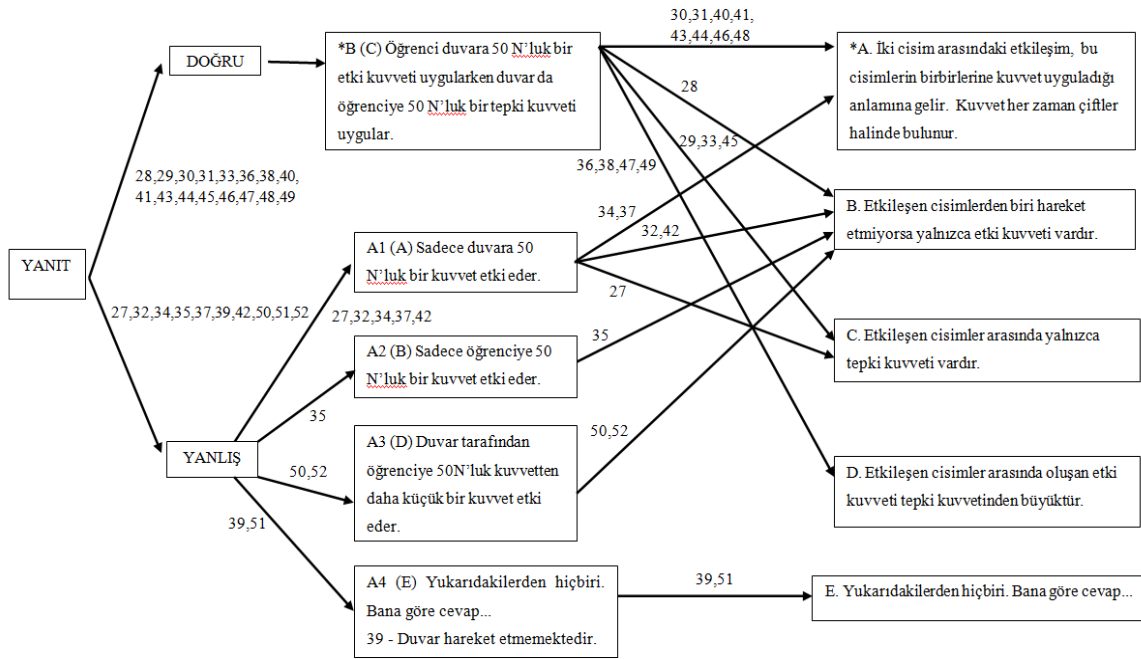 30,31,40,41,
43,44,46,48
DOĞRU
*B (C) Öğrenci duvara 50 N’luk bir
etki kuvveti uygularken duvar da
öğrenciye 50 N’luk bir tepki kuvveti
uygular.
*A. İki cisim arasındaki etkileşim, bu
cisimlerin birbirlerine kuvvet uyguladığı
anlamına gelir. Kuvvet her zaman çiftler
halinde bulunur.
28
29,33,45
36,38,47,49
28,29,30,31,33,36,38,40,
41,43,44,45,46,47,48,49
34,37
32,42
B. Etkileşen cisimlerden biri hareket
etmiyorsa yalnızca etki kuvveti vardır.
YANIT
A1 (A) Sadece duvara 50
N’luk bir kuvvet etki eder.
27
27,32,34,35,37,39,42,50,51,52
27,32,34,37,42
A2 (B) Sadece öğrenciye 50
N’luk bir kuvvet etki eder.
35
C. Etkileşen cisimler arasında yalnızca
tepki kuvveti vardır.
35
YANLIŞ
50,52
A3 (D) Duvar tarafından
öğrenciye 50N’luk kuvvetten
daha küçük bir kuvvet etki
eder.
50,52
D. Etkileşen cisimler arasında oluşan etki
kuvveti tepki kuvvetinden büyüktür.
39,51
A4 (E) Yukarıdakilerden hiçbiri.
Bana göre cevap...
39 - Duvar hareket etmemektedir.
39,51
E. Yukarıdakilerden hiçbiri. Bana göre cevap...